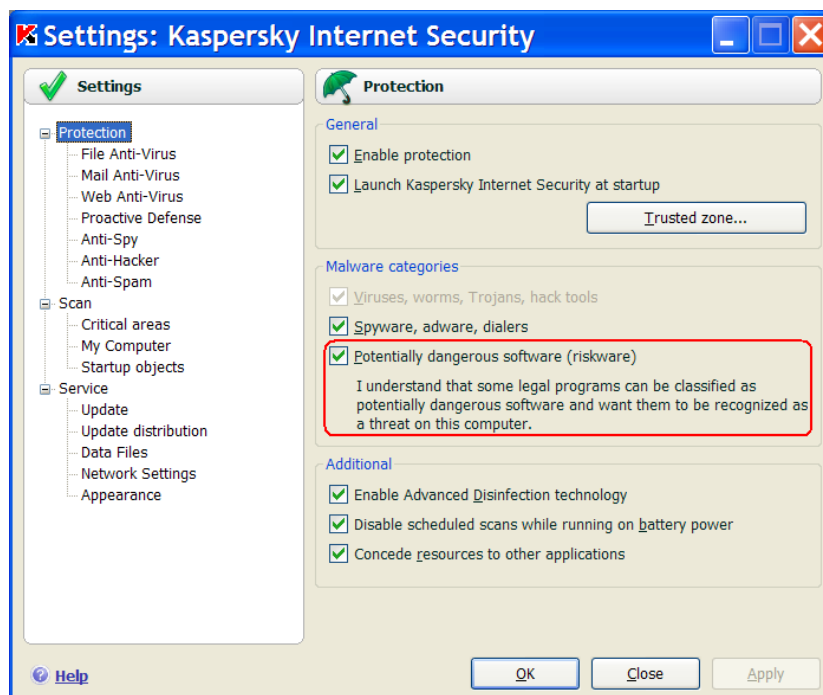 Settings: Kaspersky Internet Security
Settings
Protection
File Anti-Virus
Mail Anti-Virus
Web Anti-Virus
Proactive Defense
Anti-Spy
Anti-Hacker
Anti-Spam
Scan
Critical areas
My Computer
Startup objects
Service
Update
Update distribution
Data Files
Network Settings
Appearance
Help
Protection
General
Enable protection
Launch Kaspersky Internet Security at startup
Trusted zone...
Malware categories
Viruses, worms, Trojans, hack tools
Spyware, adware, dialers
Potentially dangerous software (riskware)
I understand that some legal programs can be classified as
potentially dangerous software and want them to be recognized as
a threat on this computer.
Additional
Enable Advanced Disinfection technology
Disable scheduled scans while running on battery power
Concede resources to other applications
OK
Close
Apply